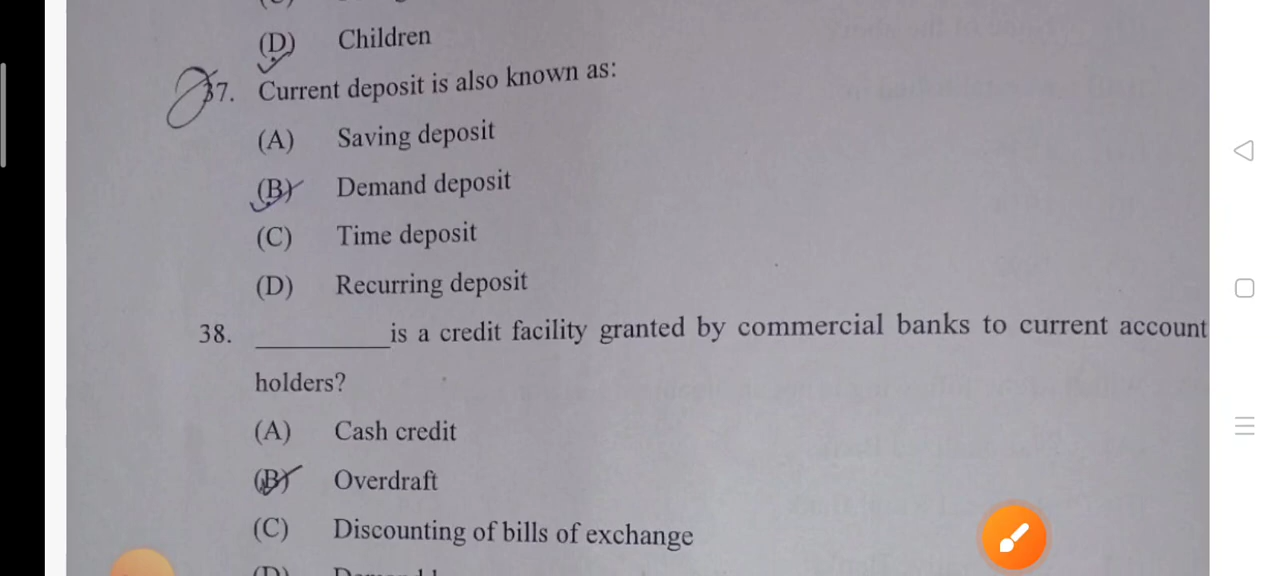 (D) Children
37. Current deposit is also known as:
(A) Saving deposit
(B) Demand deposit
(C) Time deposit
(D) Recurring deposit
38. __________ is a credit facility granted by commercial banks to current account
holders?
(A) Cash credit
(B) Overdraft
(C) Discounting of bills of exchange
(D)